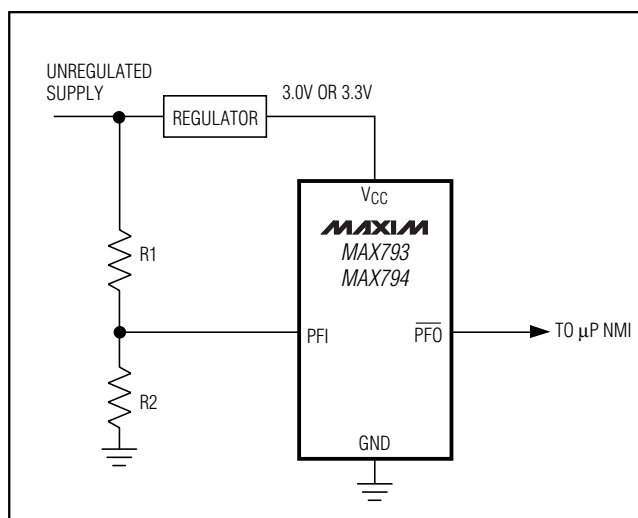 UNREGULATED
SUPPLY
3.0V OR 3.3V
REGULATOR
VCC
MAXIM
MAX793
MAX794
R1
PFI
PFO
TO µP NMI
R2
GND